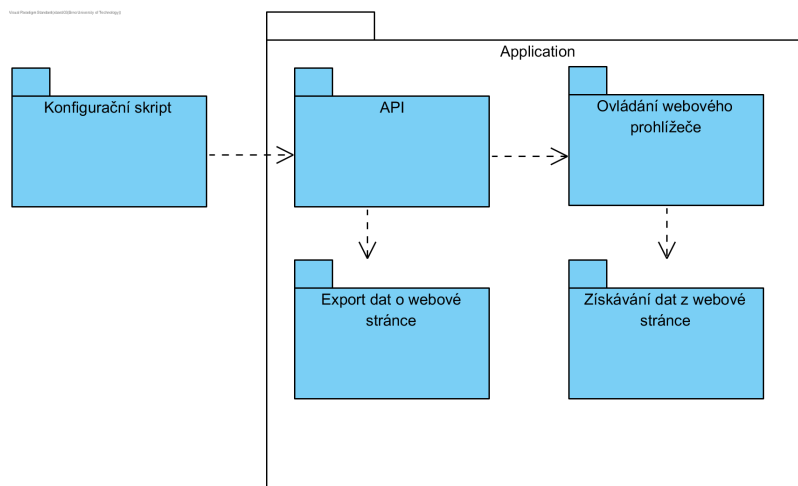 Application
Konfigurační skript
API
Ovládání webového
prohlížeče
Export dat o webové
stránce
Získávání dat z webové
stránce